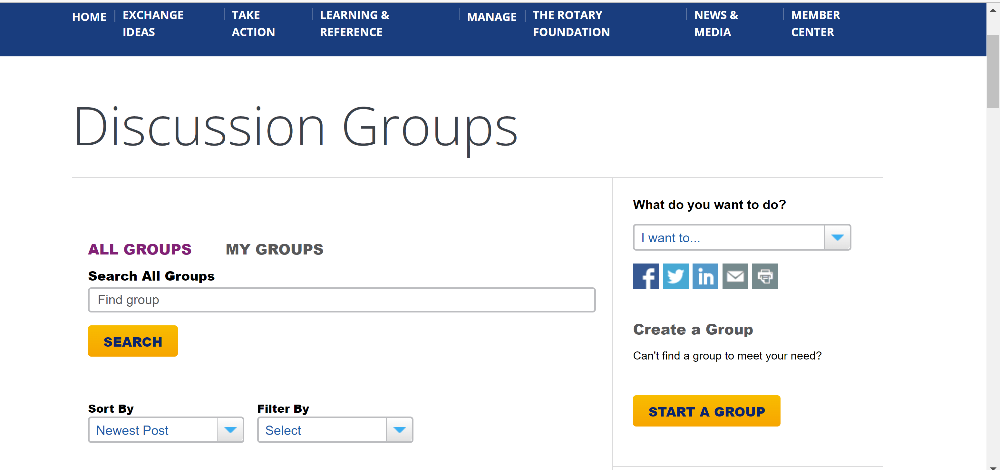 HOME
EXCHANGE
IDEAS
TAKE
ACTION
LEARNING &
REFERENCE
MANAGE
THE ROTARY
FOUNDATION
NEWS &
MEDIA
MEMBER
CENTER
Discussion Groups
ALL GROUPS
MY GROUPS
Search All Groups
Find group
SEARCH
Sort By
Newest Post
Filter By
Select
What do you want to do?
I want to...
Create a Group
Can't find a group to meet your need?
START A GROUP